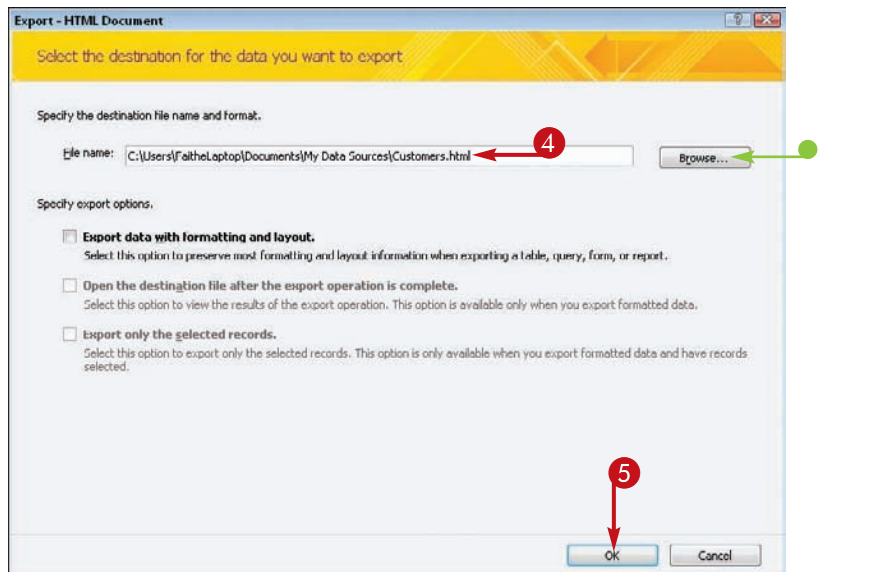 Export - HTML Document
Select the destination for the data you want to export
Specify the destination file name and format.
File name: C:\Users\FaitheLaptop\Documents\My Data Sources\Customers.html 4 Browse...
Specify export options.
Export data with formatting and layout.
Select this option to preserve most formatting and layout information when exporting a table, query, form, or report.
Open the destination file after the export operation is complete.
Select this option to view the results of the export operation. This option is available only when you export formatted data.
Export only the selected records.
Select this option to export only the selected records. This option is only available when you export formatted data and have records
selected.
5
OK Cancel